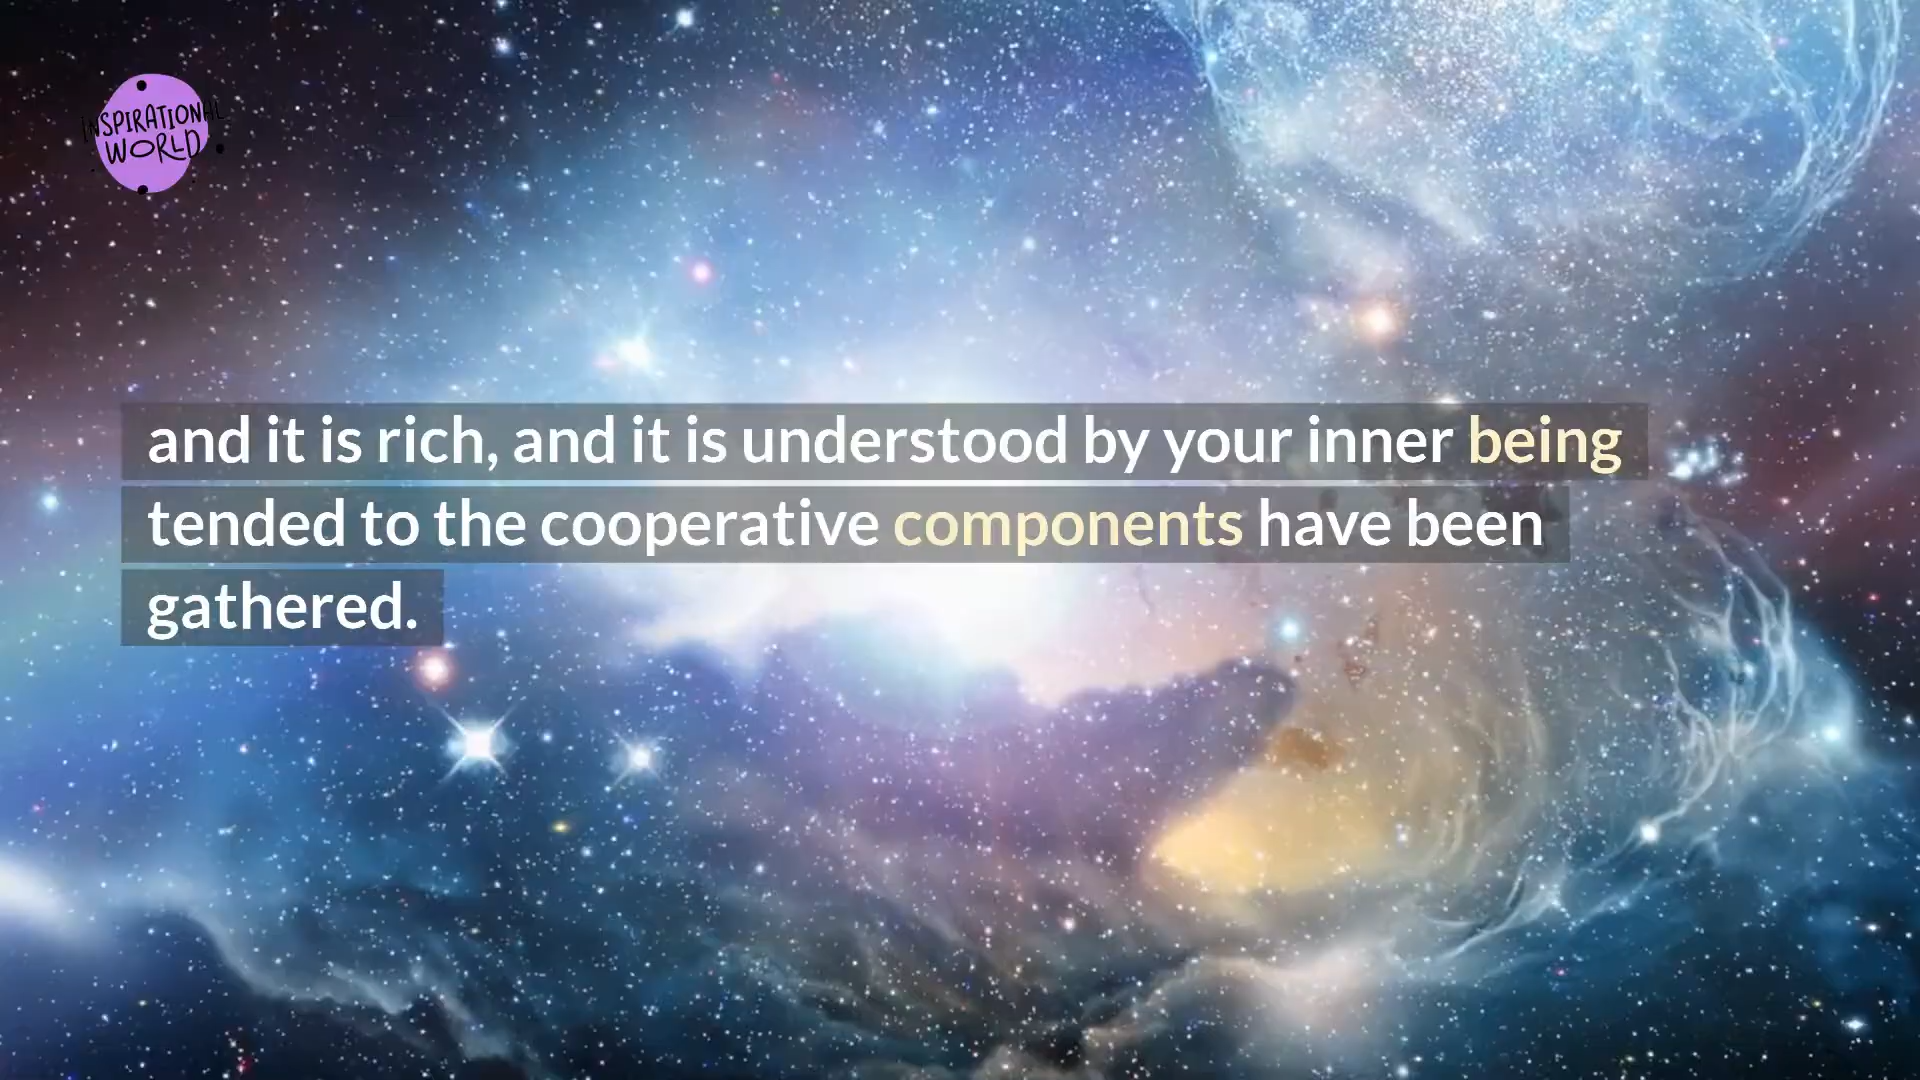 INSPIRATIONAL
WORLD
and it is rich, and it is understood by your inner being
tended to the cooperative components have been
gathered.